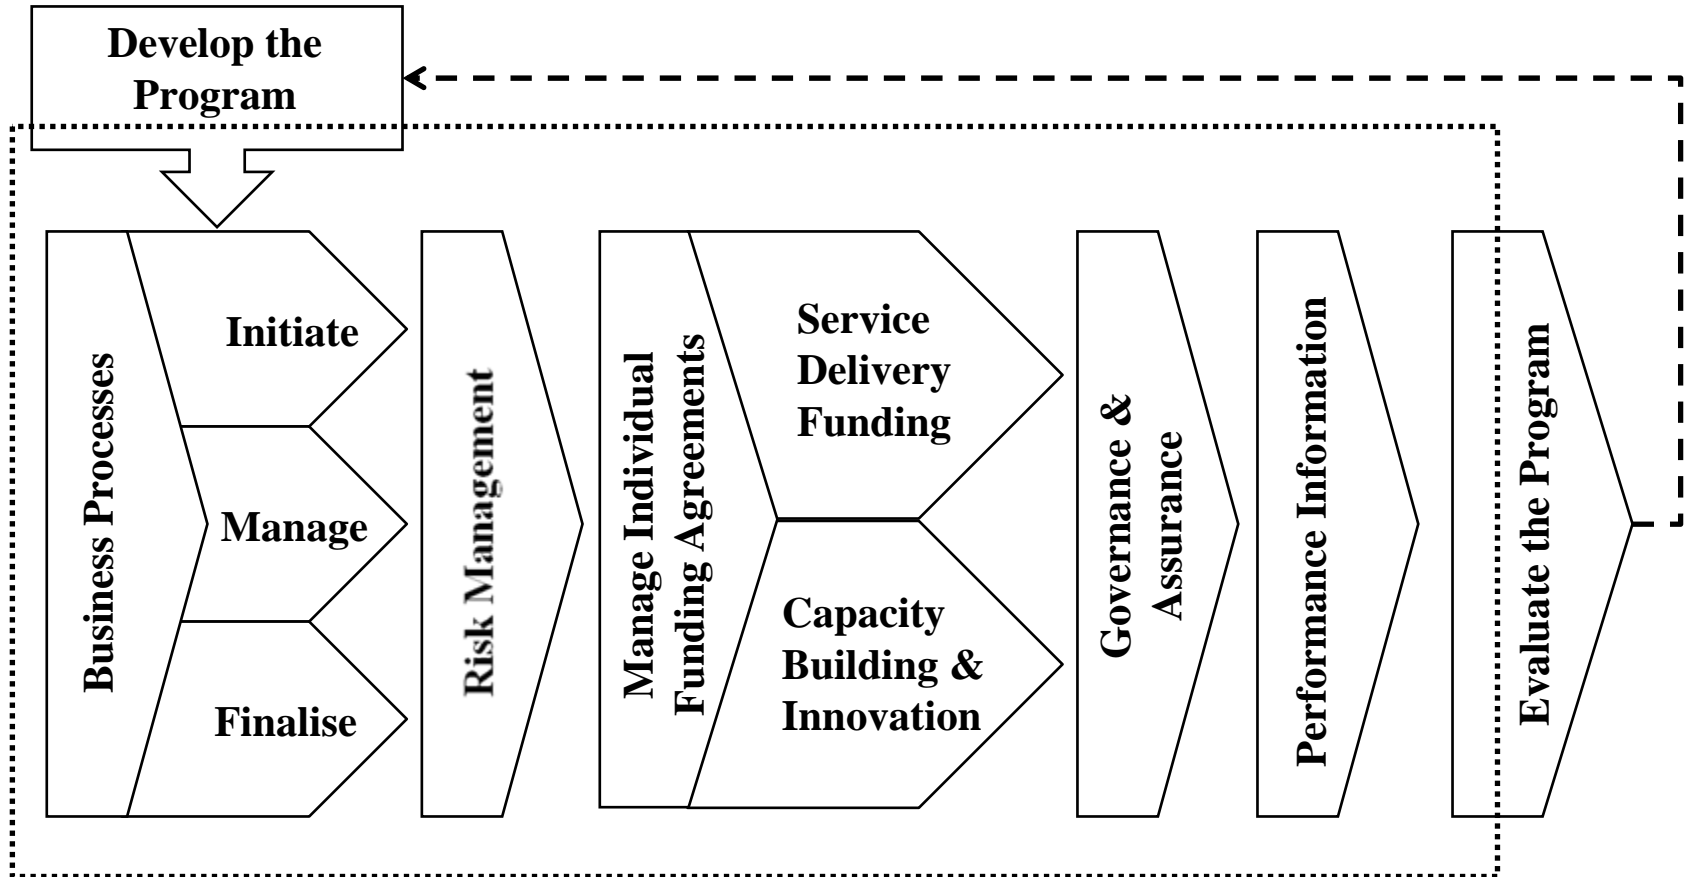 Develop the
Program
Business Processes
Initiate
Manage
Finalise
Risk Management
Manage Individual
Funding Agreements
Service
Delivery
Funding
Capacity
Building &
Innovation
Governance &
Assurance
Performance Information
Evaluate the Program